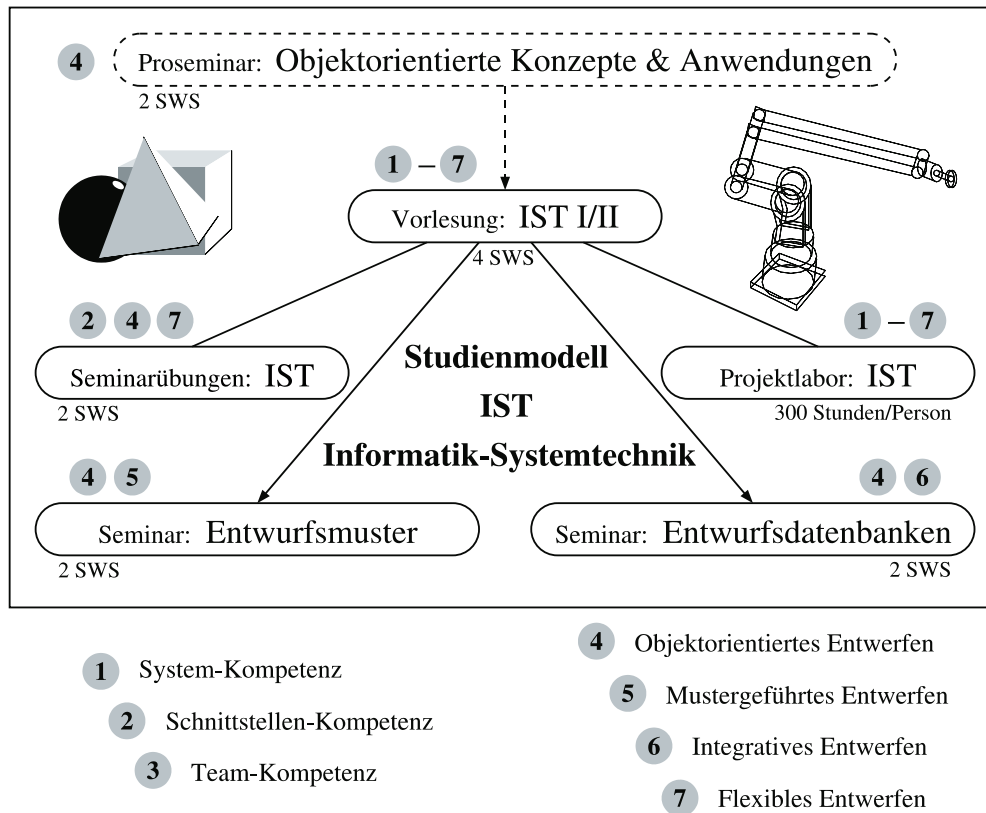 4 Proseminar: Objektorientierte Konzepte & Anwendungen
2 SWS
1 – 7
Vorlesung: IST I/II
4 SWS
2 4 7
Seminarübungen: IST
2 SWS
1 – 7
Projektlabor: IST
300 Stunden/Person
Studienmodell
IST
Informatik-Systemtechnik
4 5
Seminar: Entwurfsmuster
2 SWS
4 6
Seminar: Entwurfsdatenbanken
2 SWS
1 System-Kompetenz
2 Schnittstellen-Kompetenz
3 Team-Kompetenz
4 Objektorientiertes Entwerfen
5 Mustergeführtes Entwerfen
6 Integratives Entwerfen
7 Flexibles Entwerfen